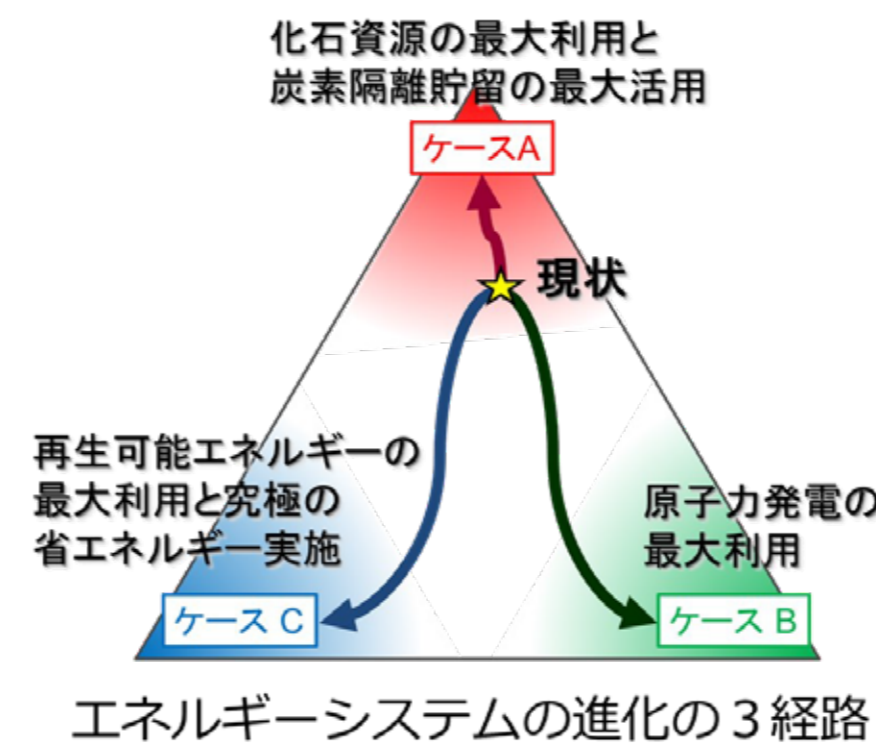 化石資源の最大利用と
炭素隔離貯留の最大活用
ケースA
現状
再生可能エネルギーの
最大利用と究極の
省エネルギー実施
原子力発電の
最大利用
ケース C
ケース B
エネルギーシステムの進化の３経路